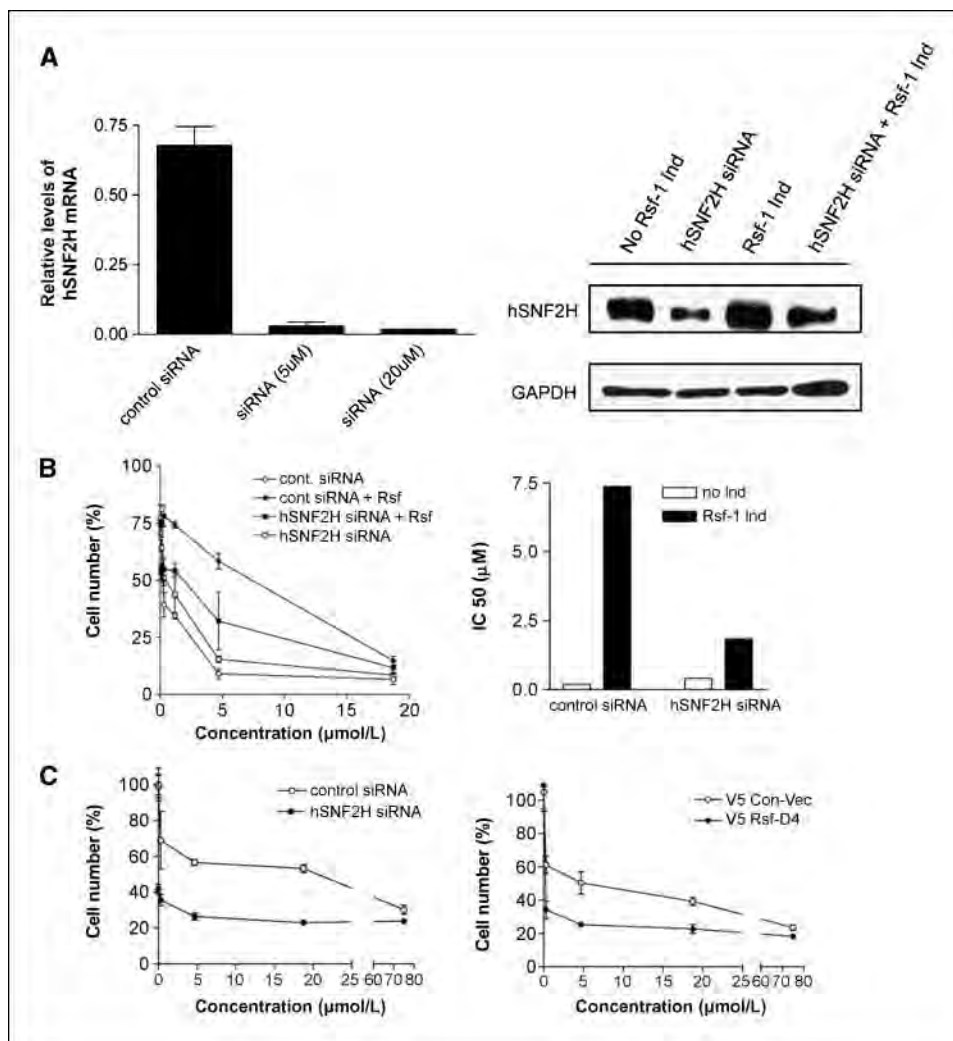 A
Relative levels of
hSNF2H mRNA
0.75
0.50
0.25
0.00
control siRNA
siRNA (5uM)
siRNA (20uM)
No Rsf-1 Ind
hSNF2H siRNA
Rsf-1 Ind
hSNF2H siRNA + Rsf-1 Ind
hSNF2H
GAPDH
B
Cell number (%)
100
75
50
25
0
0 5 10 15 20
Concentration (µmol/L)
cont. siRNA
cont siRNA + Rsf
hSNF2H siRNA + Rsf
hSNF2H siRNA
IC 50 (µM)
7.5
5.0
2.5
0.0
no Ind
Rsf-1 Ind
control siRNA
hSNF2H siRNA
C
Cell number (%)
100
80
60
40
20
0
0 5 10 15 20 25 60 70 80
Concentration (µmol/L)
control siRNA
hSNF2H siRNA
Cell number (%)
100
80
60
40
20
0
0 5 10 15 20 25 60 70 80
Concentration (µmol/L)
V5 Con-Vec
V5 Rsf-D4